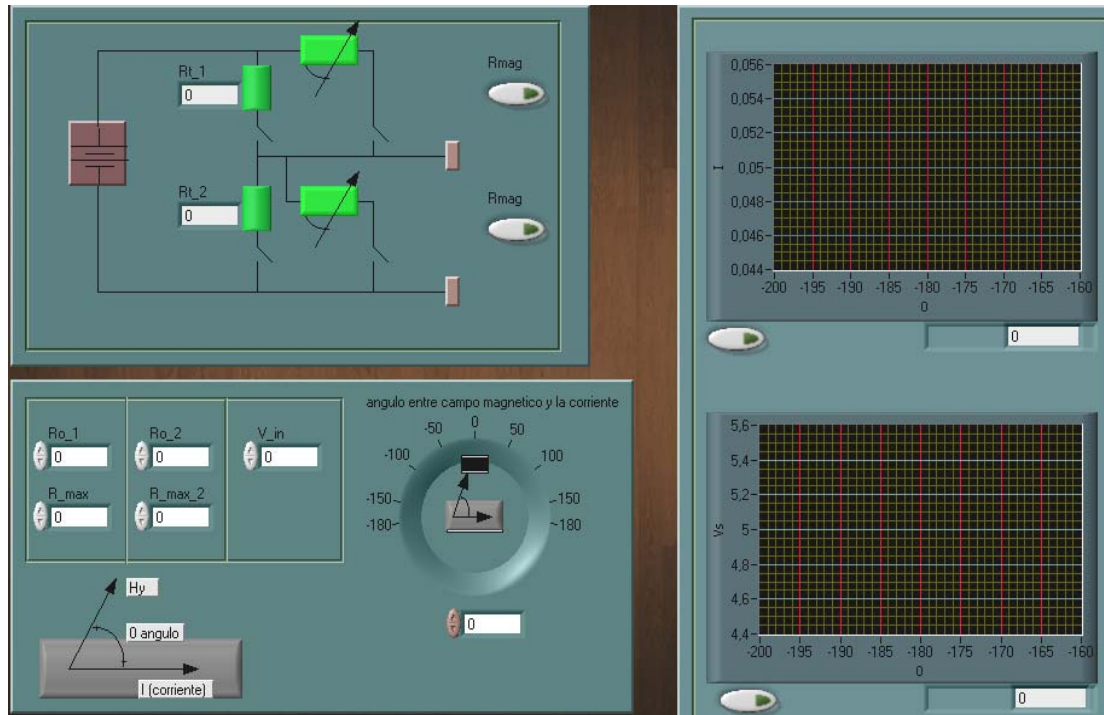 Rt_1
0
Rmag
Rt_2
0
Rmag
Ro_1
0
Ro_2
0
V_in
0
R_max
0
R_max_2
0
angulo entre campo magnetico y la corriente
0
-50
50
-100
100
-150
150
-180
-180
0
Hy
0 angulo
I (corriente)
0,056
0,054
0,052
0,05
0,048
0,046
0,044
I
-200 -195 -190 -185 -180 -175 -170 -165 -160
0
0
5,6
5,4
5,2
5
4,8
4,6
4,4
Vs
-200 -195 -190 -185 -180 -175 -170 -165 -160
0
0